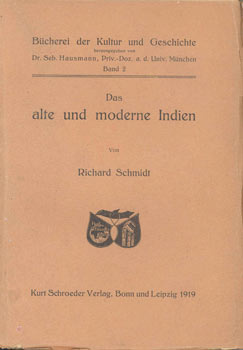 Bücherei der Kultur und Geschichte
herausgegeben von
Dr. Seb. Hausmann, Priv.-Doz. a. d. Univ. München
Band 2
Das
alte und moderne Indien
Von
Richard Schmidt
Kurt Schroeder Verlag, Bonn und Leipzig 1919